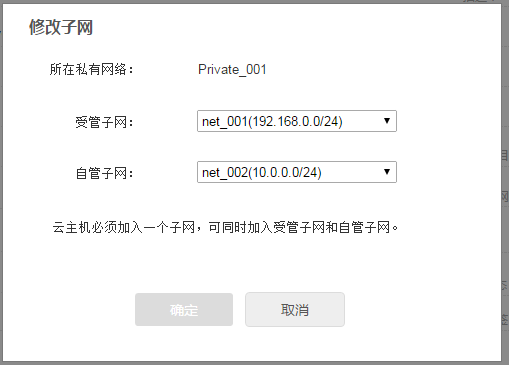 修改子网
所在私有网络： Private_001
受管子网： net_001(192.168.0.0/24)
自管子网： net_002(10.0.0.0/24)
云主机必须加入一个子网，可同时加入受管子网和自管子网。
确定 取消